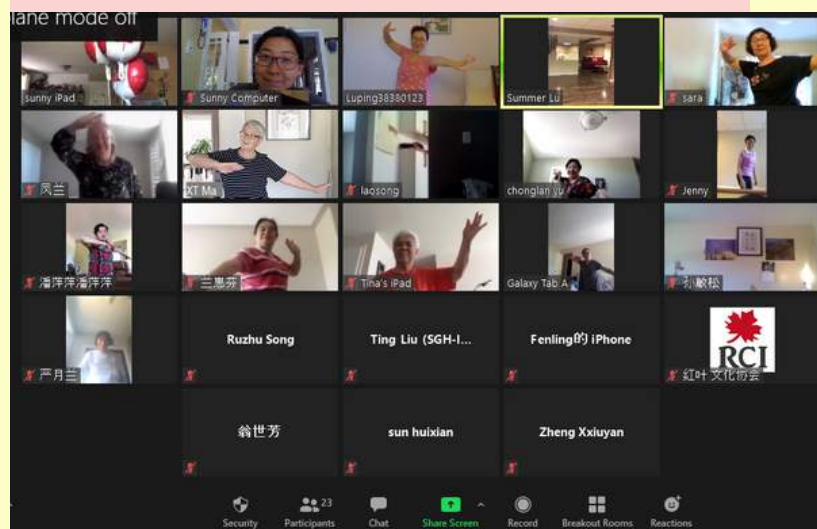 plane mode off
sunny iPad
Sunny Computer
Luping38380123
Summer Lu
sara
凤兰
XT Ma
laosong
chonglan yu
Jenny
潘萍萍潘萍萍
兰惠芬
Tina's iPad
Galaxy Tab A
孙敏松
严月兰
Ruzhu Song
Ting Liu (SGH-I...
Fenling的 iPhone
RCI
红叶文化协会
翁世芳
sun huixian
Zheng Xxiuyan
23
Security
Participants
Chat
Share Screen
Record
Breakout Rooms
Reactions